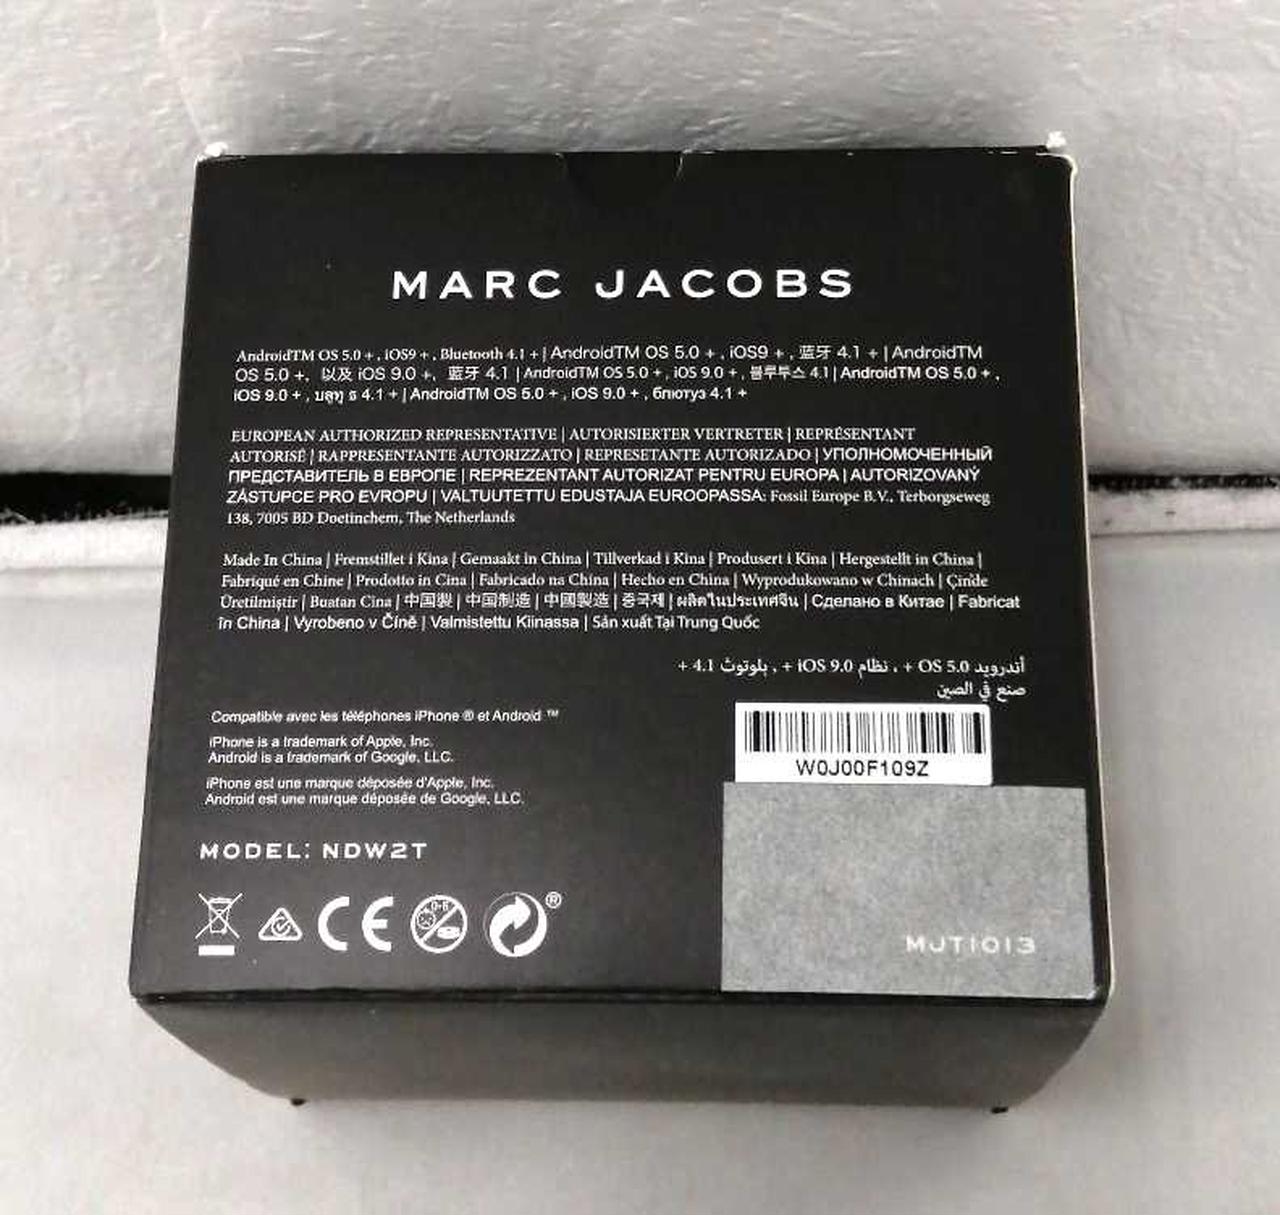 MARC JACOBS
AndroidTM OS 5.0 + , iOS9 + , Bluetooth 4.1 + | AndroidTM OS 5.0 + , iOS9 + , 蓝牙 4.1 + | AndroidTM
OS 5.0 +, 以及 iOS 9.0 +, 蓝牙 4.1 | AndroidTM OS 5.0 + , iOS 9.0 + , 블루투스 4.1 | AndroidTM OS 5.0 + ,
iOS 9.0 + , บลูทู ธ 4.1 + | AndroidTM OS 5.0 + , iOS 9.0 + , блютуз 4.1 +
EUROPEAN AUTHORIZED REPRESENTATIVE | AUTORISIERTER VERTRETER | REPRÉSENTANT
AUTORISÉ | RAPPRESENTANTE AUTORIZZATO | REPRESETANTE AUTORIZADO | УПОЛНОМОЧЕННЫЙ
ПРЕДСТАВИТЕЛЬ В ЕВРОПЕ | REPREZENTANT AUTORIZAT PENTRU EUROPA | AUTORIZOVANÝ
ZÁSTUPCE PRO EVROPU | VALTUUTETTU EDUSTAJA EUROOPASSA: Fossil Europe B.V., Terborgseweg
138, 7005 BD Doetinchem, The Netherlands
Made In China | Fremstillet i Kina | Gemaakt in China | Tillverkad i Kina | Produsert i Kina | Hergestellt in China |
Fabriqué en Chine | Prodotto in Cina | Fabricado na China | Hecho en China | Wyprodukowano w Chinach | Çinde
Üretilmiştir | Buatan Cina | 中国製 | 中国制造 | 中國製造 | 중국제 | ผลิตในประเทศจีน | Сделано в Китае | Fabricat
în China | Vyrobeno v Číně | Valmistettu Kiinassa | Sản xuất Tại Trung Quốc
أندرويد OS 5.0 + ، نظام iOS 9.0 + ، بلوتوث 4.1 +
صنع في الصين
Compatible avec les téléphones iPhone ® et Android ™
iPhone is a trademark of Apple, Inc.
Android is a trademark of Google, LLC.
iPhone est une marque déposée d'Apple, Inc.
Android est une marque déposée de Google, LLC.
W0J00F109Z
MODEL: NDW2T
CE 0-6 ®
MJT1013